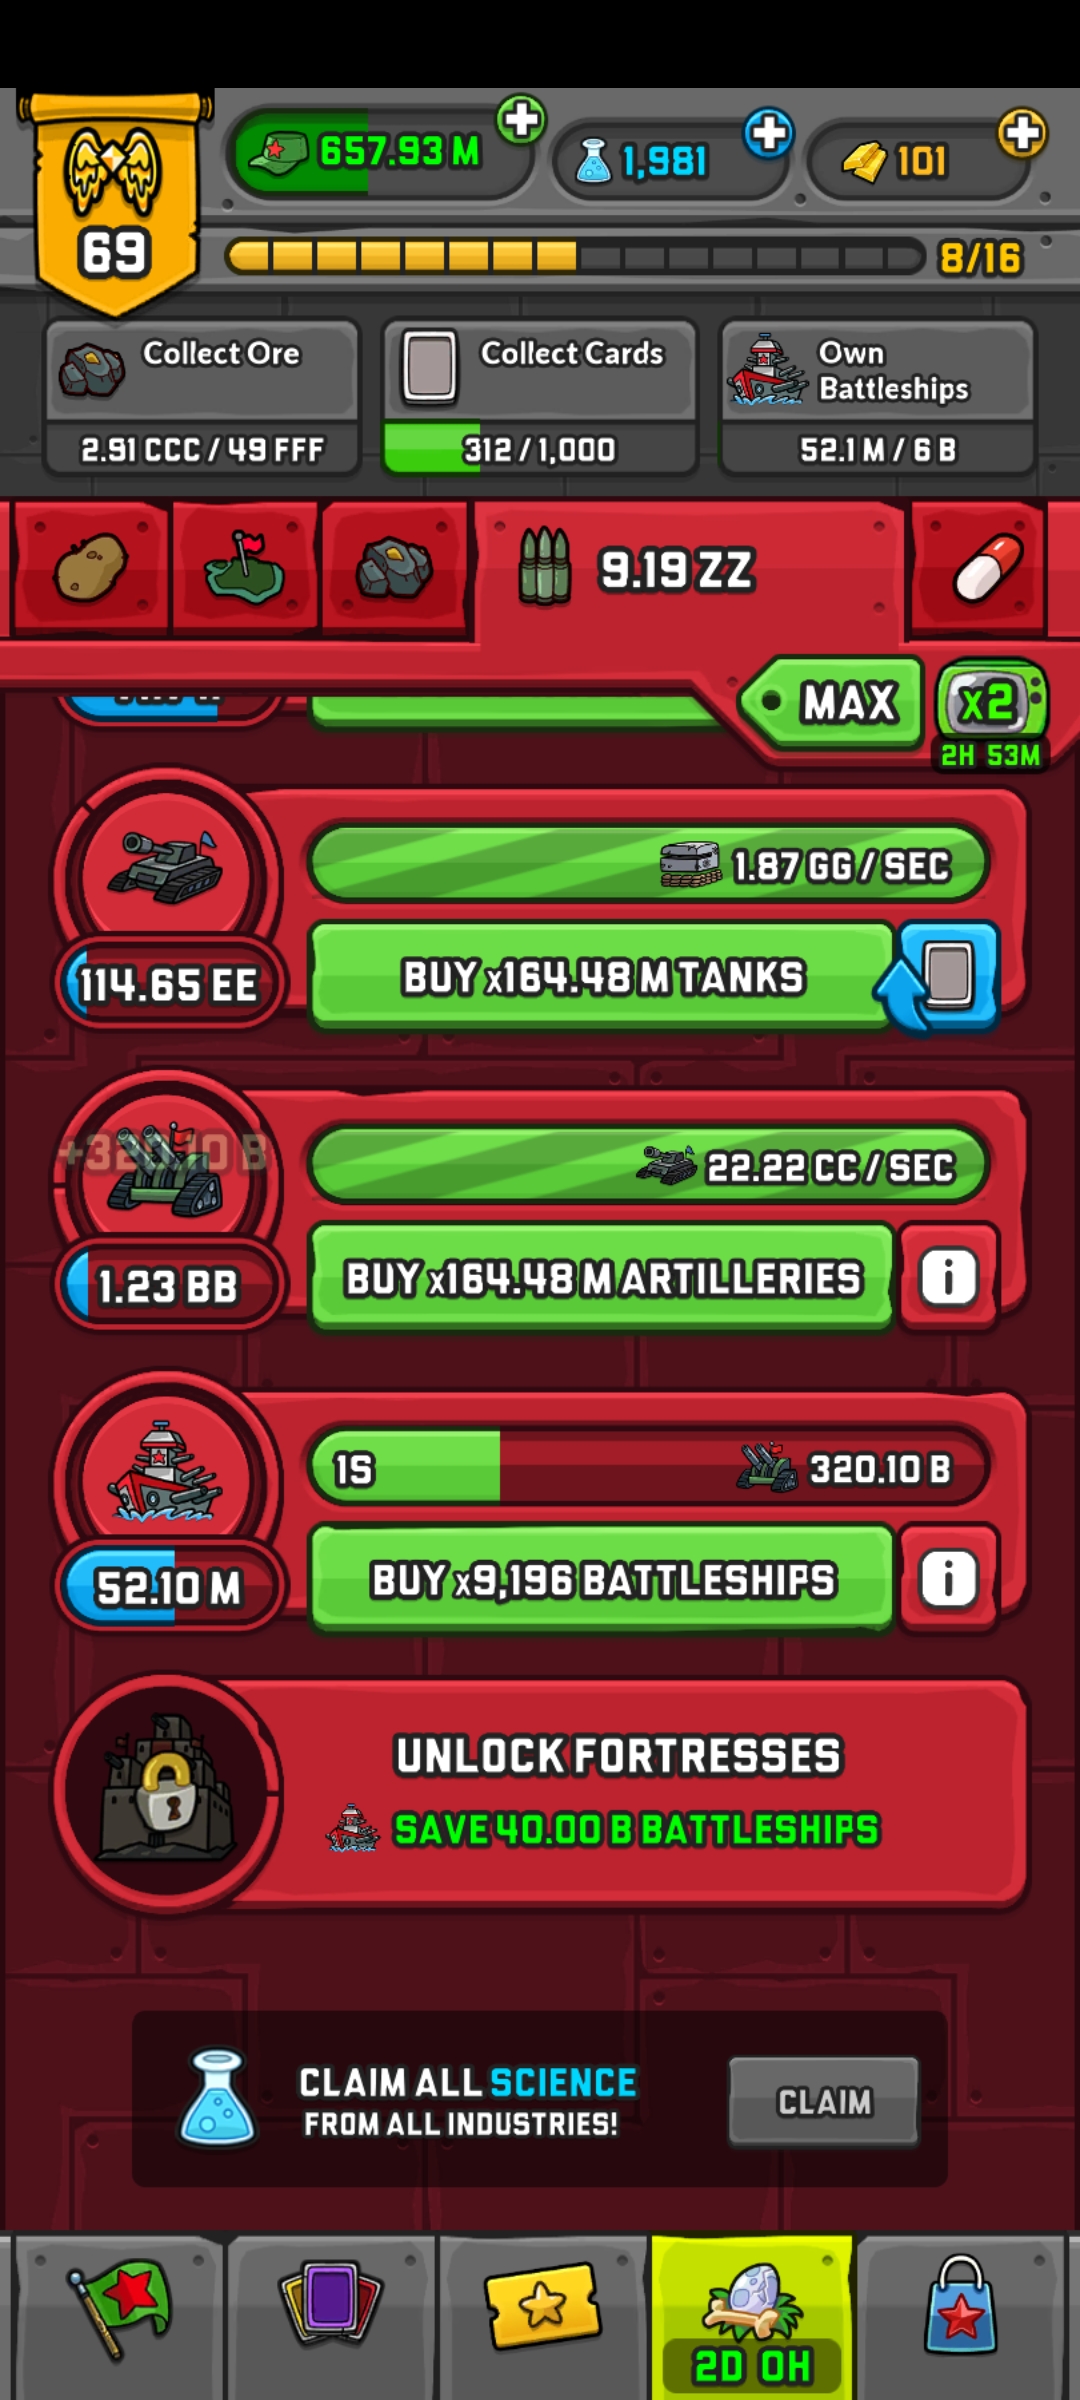 657.93 M
1,981
101
69
8/16
Collect Ore
2.91 CCC / 49 FFF
Collect Cards
312 / 1,000
Own
Battleships
52.1 M / 6 B
9.19 ZZ
MAX
x2
2H 53M
1.87 GG / SEC
114.65 EE
BUY x164.48 M TANKS
+320.10 B
22.22 CC / SEC
1.23 BB
BUY x164.48 M ARTILLERIES
i
1S
320.10 B
52.10 M
BUY x9,196 BATTLESHIPS
i
UNLOCK FORTRESSES
SAVE 40.00 B BATTLESHIPS
CLAIM ALL SCIENCE
FROM ALL INDUSTRIES!
CLAIM
2D 0H